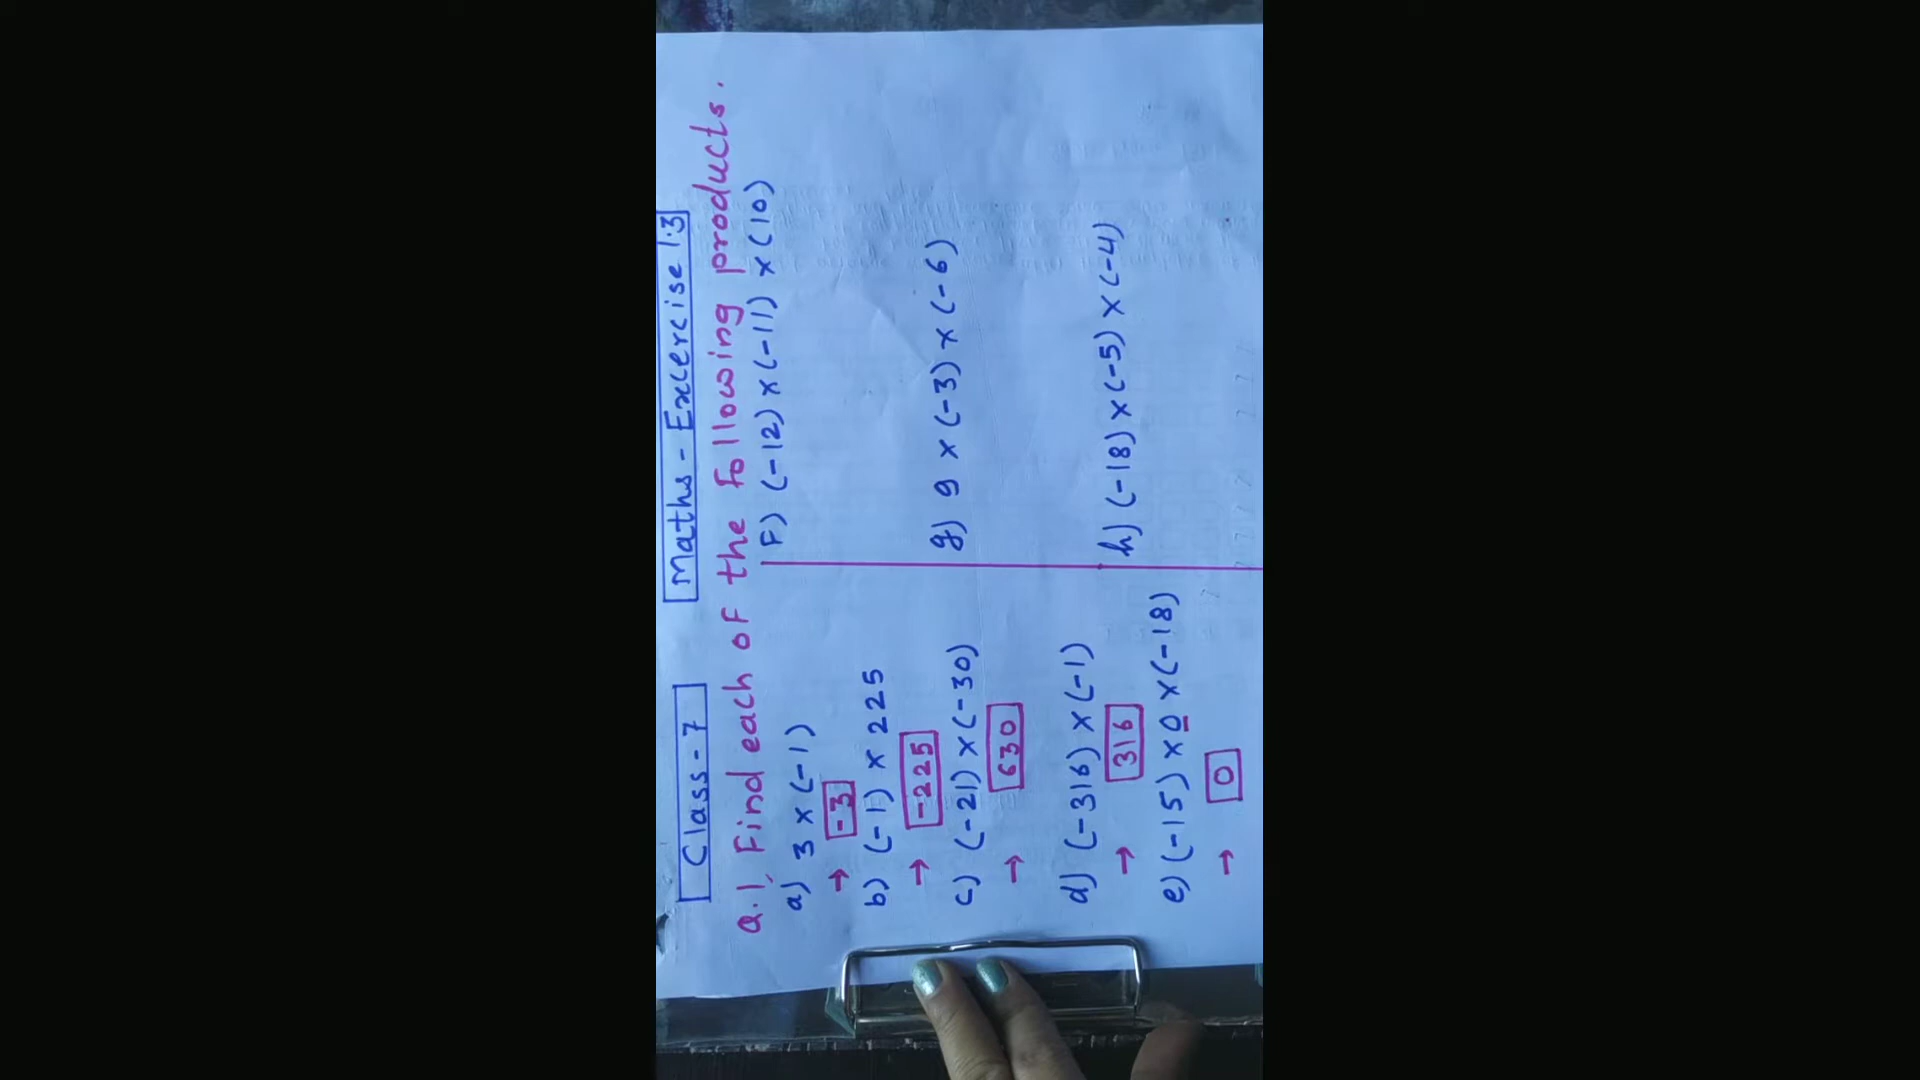 Class - 7
Maths - Excercise 1.3
Q.1, Find each of the following products.
a) 3 × (-1)
→ -3
b) (-1) × 225
→ -225
c) (-21) × (-30)
→ 630
d) (-316) × (-1)
→ 316
e) (-15) × 0 × (-18)
→ 0
F) (-12) × (-11) × (10)
g) 9 × (-3) × (-6)
h) (-18) × (-5) × (-4)